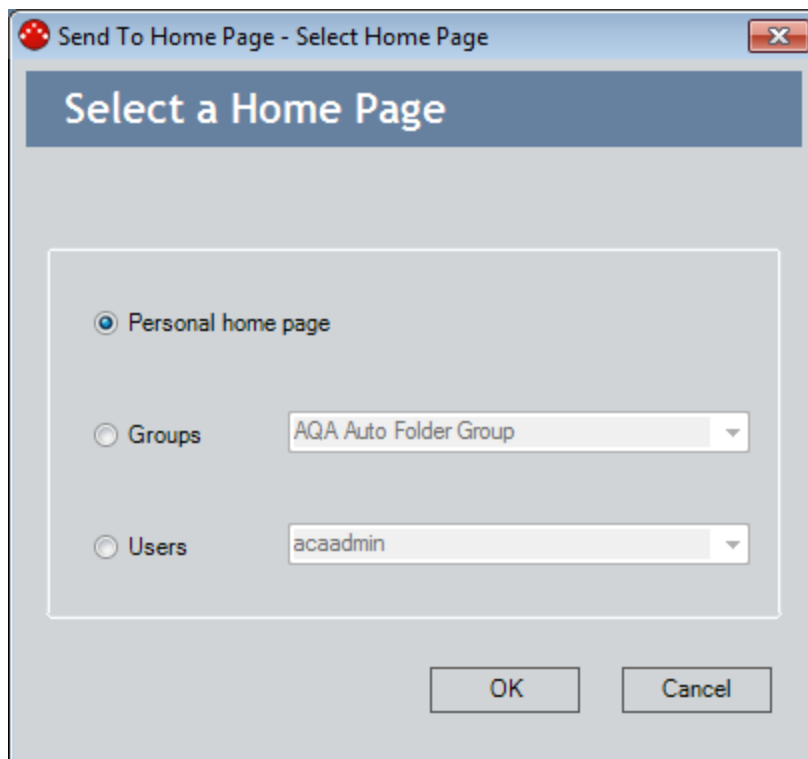 Send To Home Page - Select Home Page
Select a Home Page
Personal home page
Groups AQA Auto Folder Group
Users acaadmin
OK Cancel